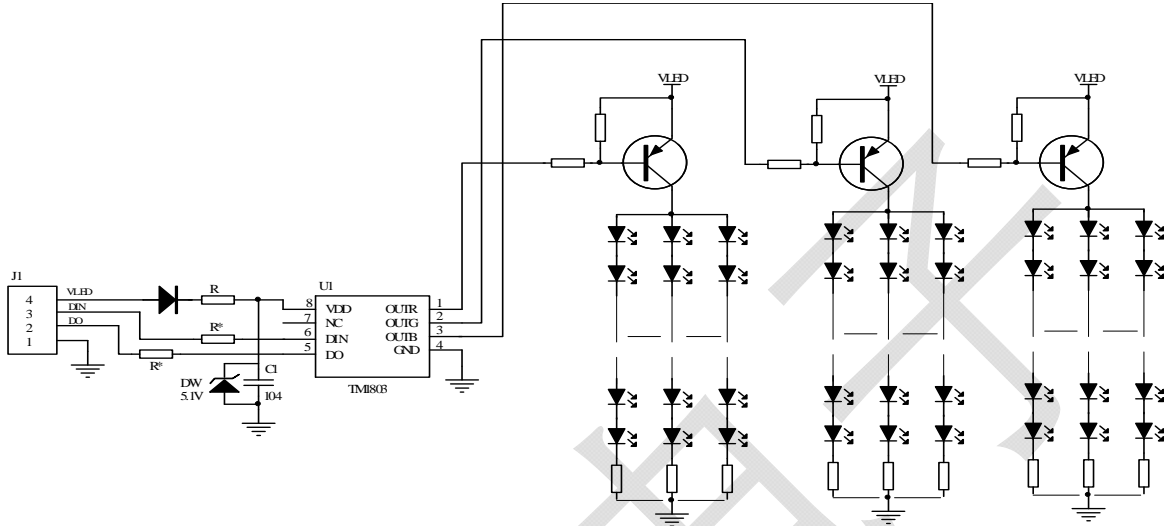 VLED
VLED
VLED
J1
4
3
2
1
VLED
DIN
DO
R
R*
R*
DW
5.1V
C1
104
U1
8
7
6
5
VDD
NC
DIN
DO
OUTR
OUTG
OUTB
GND
1
2
3
4
TM1803